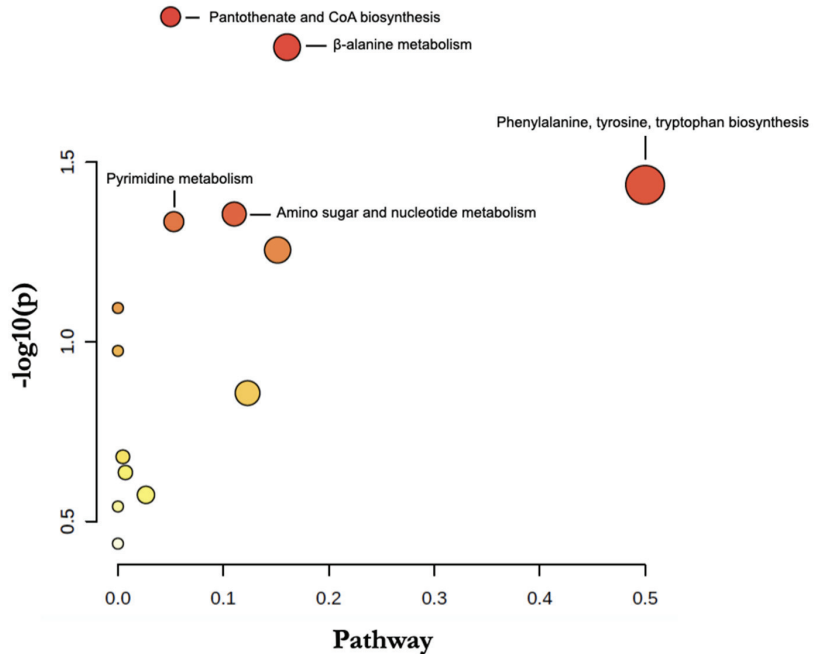 Pantothenate and CoA biosynthesis
β-alanine metabolism
Phenylalanine, tyrosine, tryptophan biosynthesis
1.5
Pyrimidine metabolism
Amino sugar and nucleotide metabolism
-log10(p)
1.0
0.5
0.0 0.1 0.2 0.3 0.4 0.5
Pathway